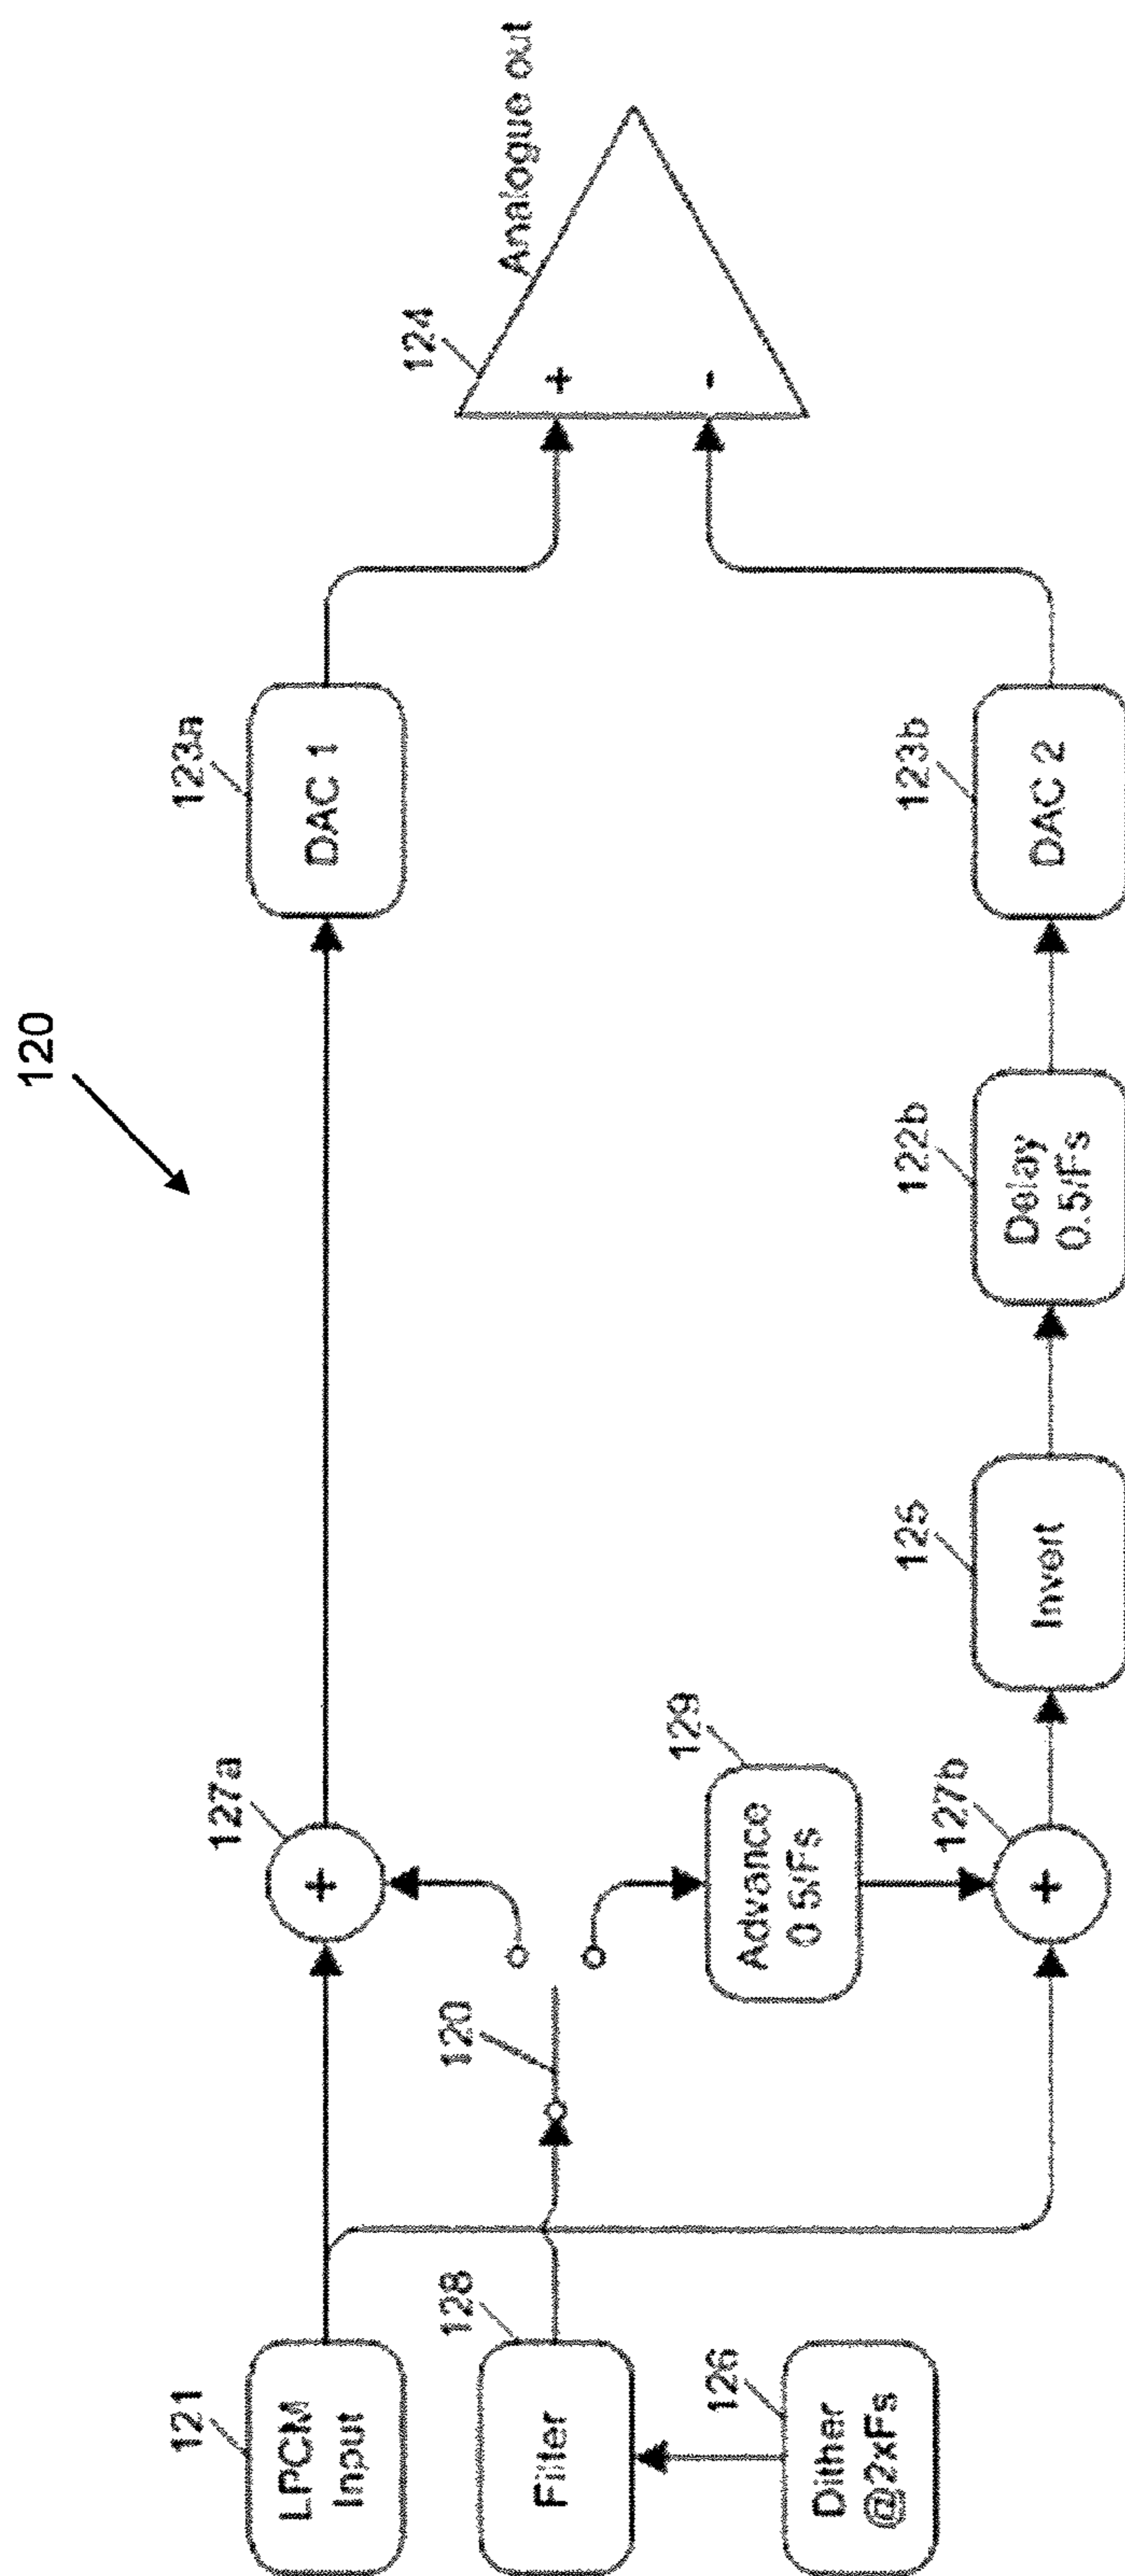 120
121
LPCM
Input
127a
+
123a
DAC 1
124
Analogue out
+
-
128
Filter
120
126
Dither
@2xFs
129
Advance
0.5/Fs
127b
+
125
Invert
122b
Delay
0.5/Fs
123b
DAC 2